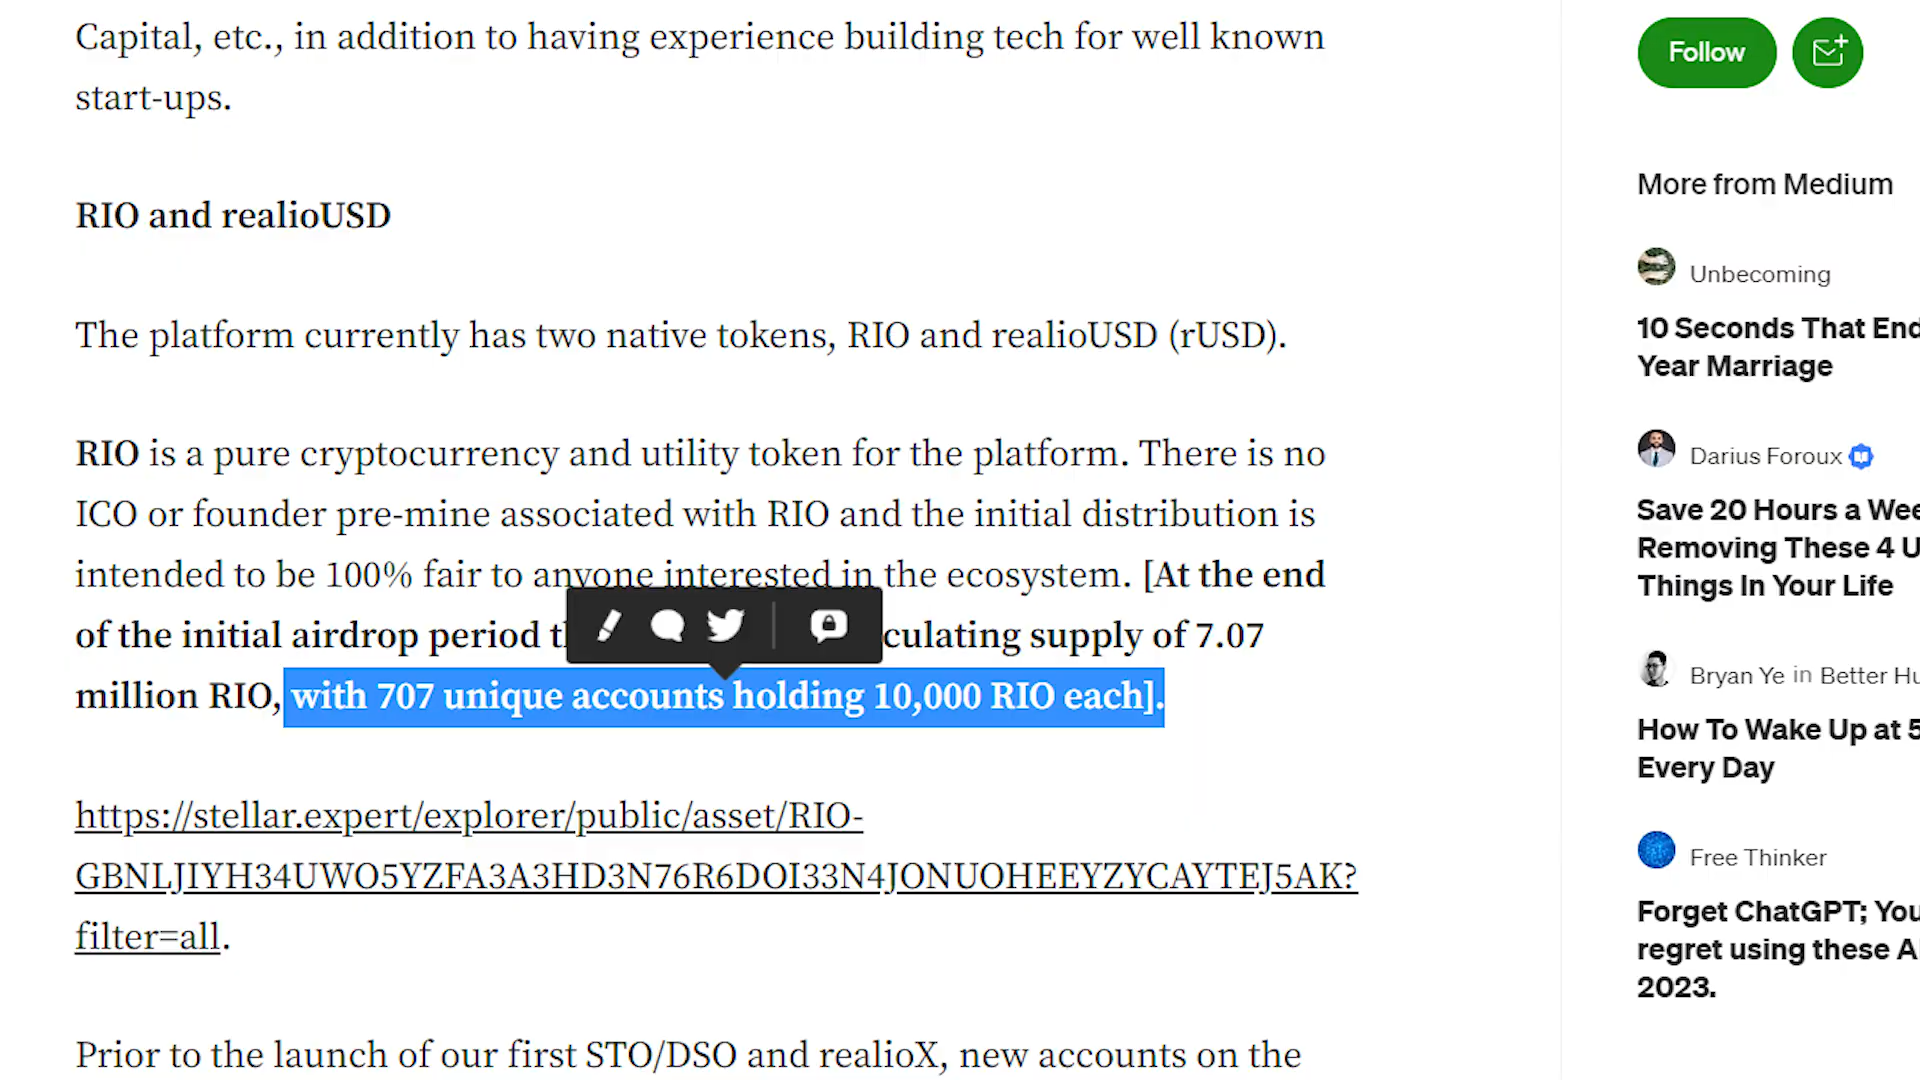 Capital, etc., in addition to having experience building tech for well known
start-ups.
RIO and realioUSD
The platform currently has two native tokens, RIO and realioUSD (rUSD).
RIO is a pure cryptocurrency and utility token for the platform. There is no
ICO or founder pre-mine associated with RIO and the initial distribution is
intended to be 100% fair to anyone interested in the ecosystem. [At the end
of the initial airdrop period culating supply of 7.07
million RIO, with 707 unique accounts holding 10,000 RIO each].
https://stellar.expert/explorer/public/asset/RIO-
GBNLJIYH34UWO5YZFA3A3HD3N76R6DOI33N4JONUOHEEYZYCAYTEJ5AK?
filter=all.
Prior to the launch of our first STO/DSO and realioX, new accounts on the
Follow
More from Medium
Unbecoming
10 Seconds That End
Year Marriage
Darius Foroux
Save 20 Hours a Wee
Removing These 4 U
Things In Your Life
Bryan Ye in Better Hu
How To Wake Up at 5
Every Day
Free Thinker
Forget ChatGPT; You
regret using these A
2023.